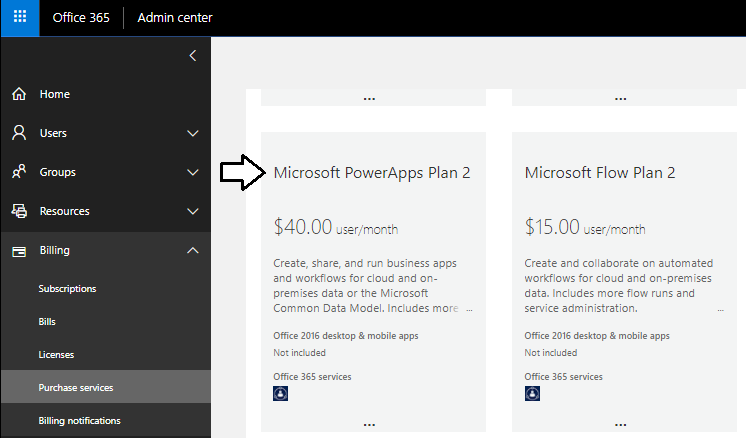 Office 365 Admin center
Home
Users
Groups
Resources
Billing
Subscriptions
Bills
Licenses
Purchase services
Billing notifications
...
Microsoft PowerApps Plan 2
$40.00 user/month
Create, share, and run business apps
and workflows for cloud and on-
premises data or the Microsoft
Common Data Model. Includes more ...
Office 2016 desktop & mobile apps
Not included
Office 365 services
...
...
Microsoft Flow Plan 2
$15.00 user/month
Create and collaborate on automated
workflows for cloud and on-premises
data. Includes more flow runs and
service administration. ...
Office 2016 desktop & mobile apps
Not included
Office 365 services
...